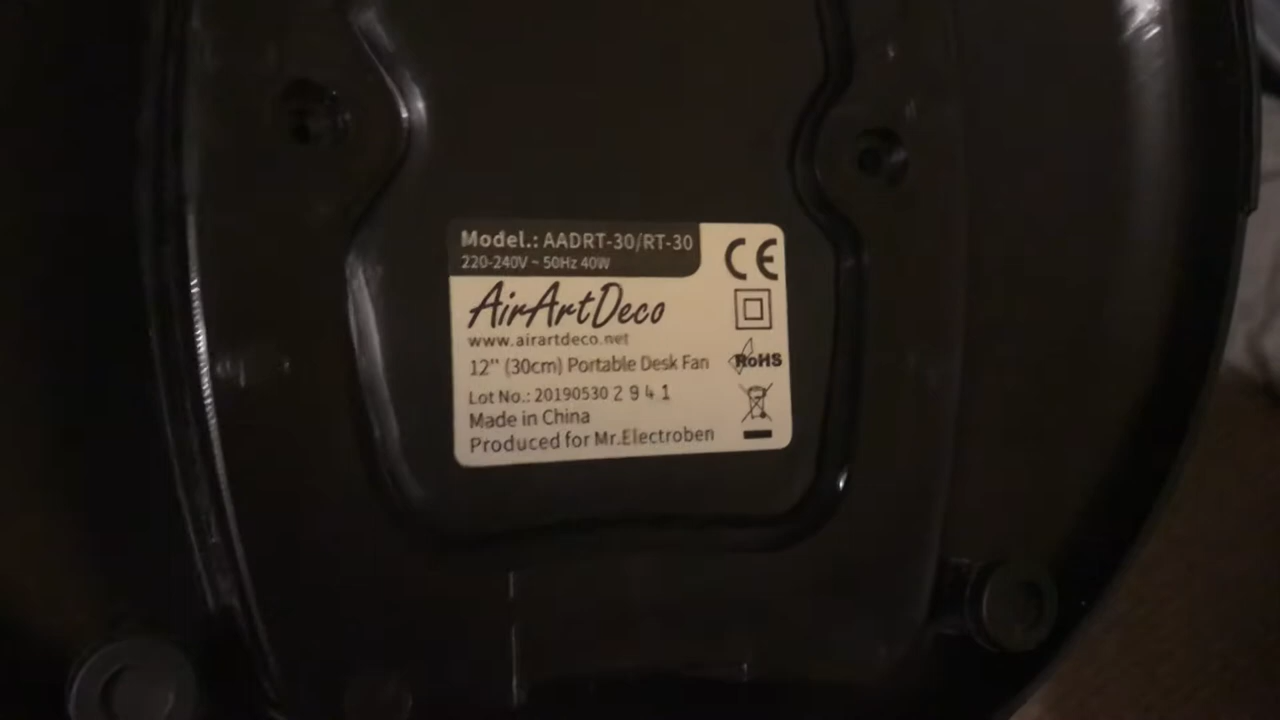 Model.: AADRT-30/RT-30
220-240V ~ 50Hz 40W
CE
AirArtDeco
www.airartdeco.net
12" (30cm) Portable Desk Fan
RoHS
Lot No.: 20190530 2 9 4 1
Made in China
Produced for Mr.Electroben